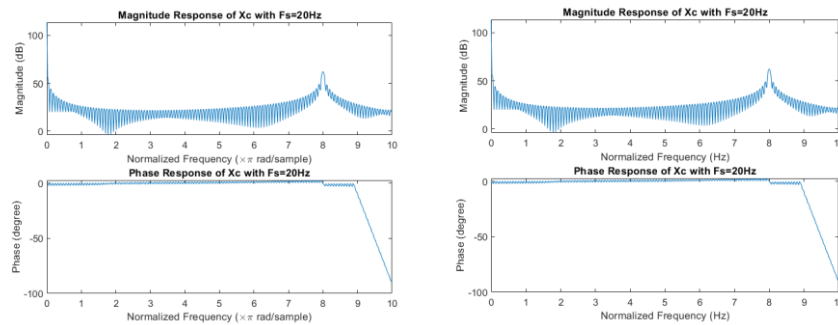 Magnitude Response of Xc with Fs=20Hz
Magnitude (dB)
100
50
0
0 1 2 3 4 5 6 7 8 9 10
Normalized Frequency (×π rad/sample)
Phase Response of Xc with Fs=20Hz
Phase (degree)
0
-50
-100
0 1 2 3 4 5 6 7 8 9 10
Normalized Frequency (×π rad/sample)
Magnitude Response of Xc with Fs=20Hz
Magnitude (dB)
100
50
0
0 1 2 3 4 5 6 7 8 9 10
Normalized Frequency (Hz)
Phase Response of Xc with Fs=20Hz
Phase (degree)
0
-50
-100
0 1 2 3 4 5 6 7 8 9 10
Normalized Frequency (Hz)